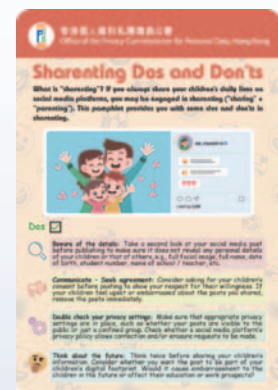 香港個人資料私隱專員公署
Office of the Privacy Commissioner for Personal Data, Hong Kong
Sharenting Dos and Don'ts
What is "sharenting"? If you always share your children's daily lives on
social media platforms, you may be engaged in sharenting ("sharing" +
"parenting"). This pamphlet provides you with some dos and don'ts in
sharenting.
Dos
Beware of the details: Take a second look at your social media post
before publishing to make sure it does not reveal any personal details
of your children or that of others, e.g., full facial image, full name, date
of birth, student number, name of school / teacher, etc.
Communicate – Seek agreement: Consider asking for your children's
consent before posting to show your respect for their willingness. If
your children feel upset or embarrassed about the posts you shared,
remove the posts immediately.
Double check your privacy settings: Make sure that appropriate privacy
settings are in place, such as whether your posts are visible to the
public or just a confined group. Check whether a social media platform's
privacy policy allows correction and/or erasure requests to be made.
Think about the future: Think twice before sharing your children's
information. Consider whether you want the post to be part of your
children's digital footprint. Would it cause embarrassment to the
children in the future or affect their education or work prospects?